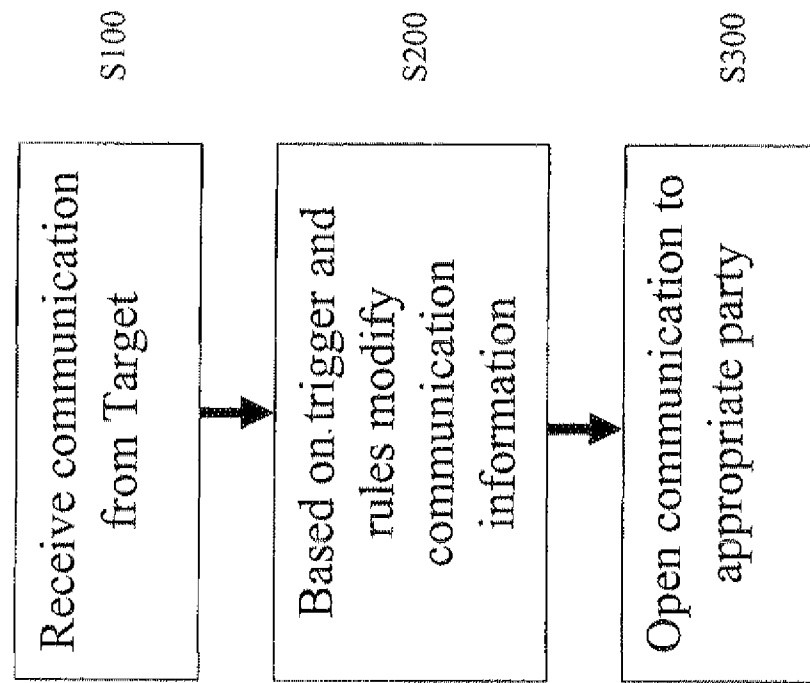 Receive communication
from Target
S100
Based on trigger and
rules modify
communication
information
S200
Open communication to
appropriate party
S300